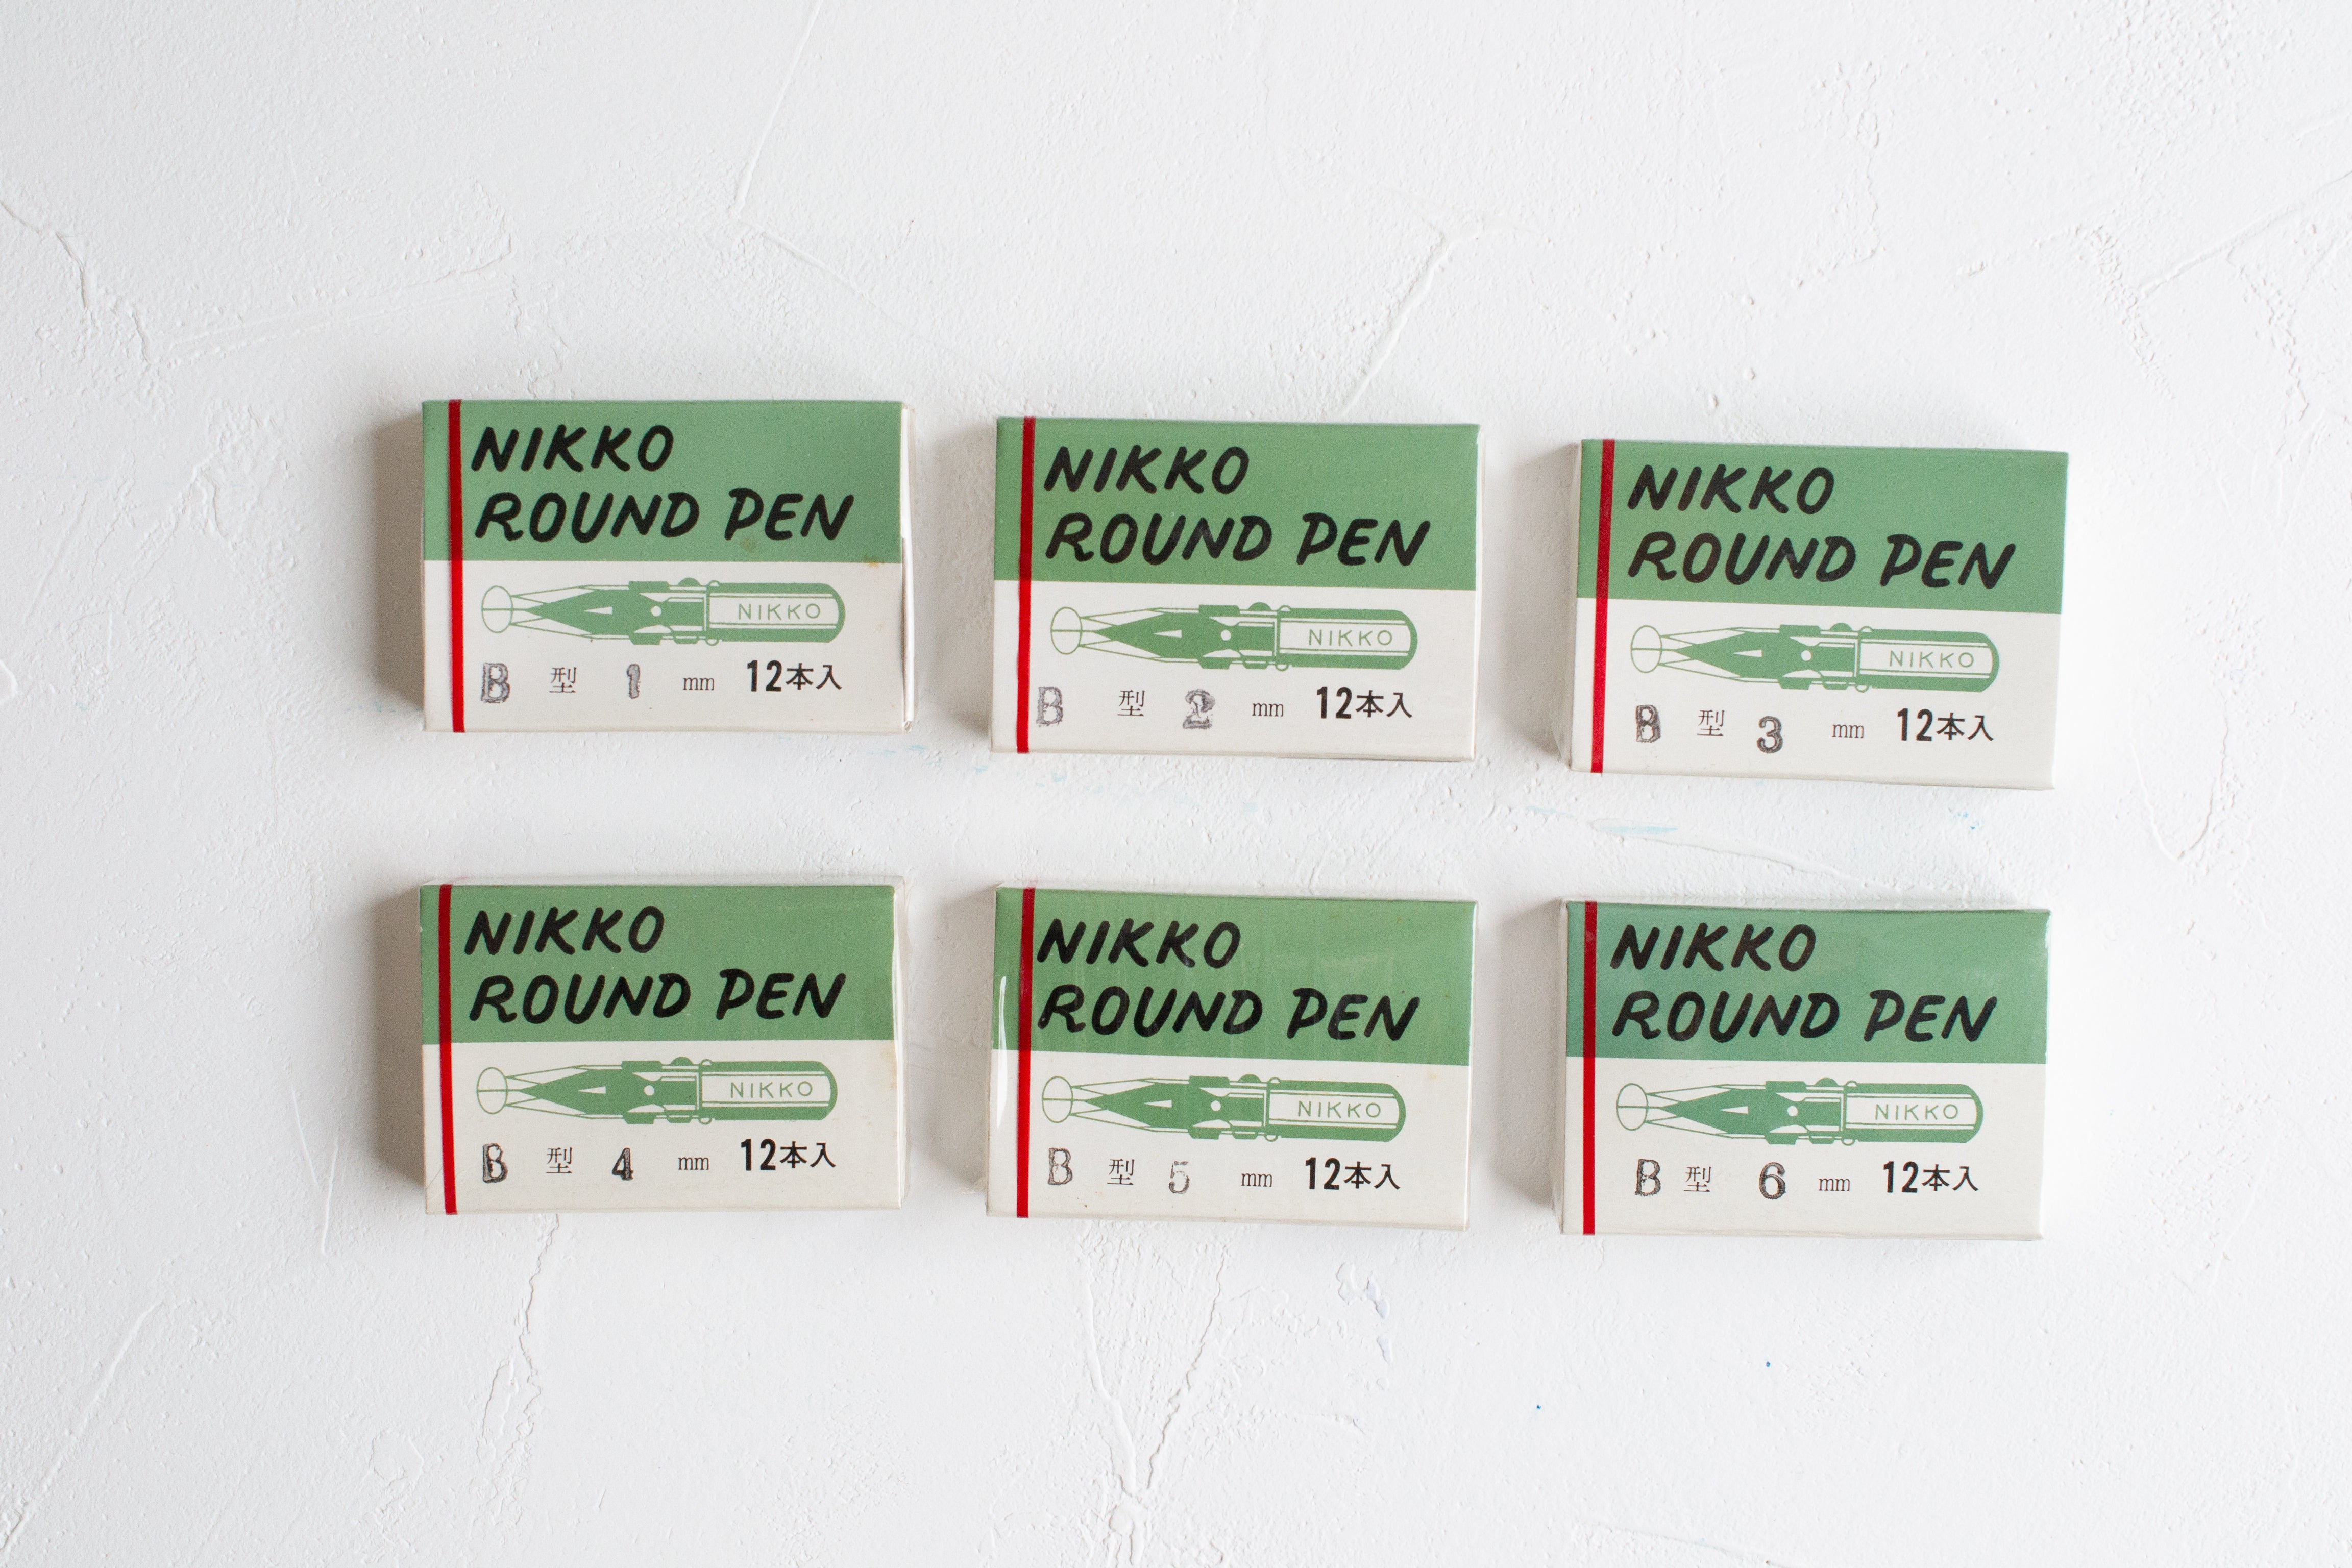 NIKKO
ROUND PEN
NIKKO
B 型 1 mm 12本入
NIKKO
ROUND PEN
NIKKO
B 型 2 mm 12本入
NIKKO
ROUND PEN
NIKKO
B 型 3 mm 12本入
NIKKO
ROUND PEN
NIKKO
B 型 4 mm 12本入
NIKKO
ROUND PEN
NIKKO
B 型 5 mm 12本入
NIKKO
ROUND PEN
NIKKO
B 型 6 mm 12本入